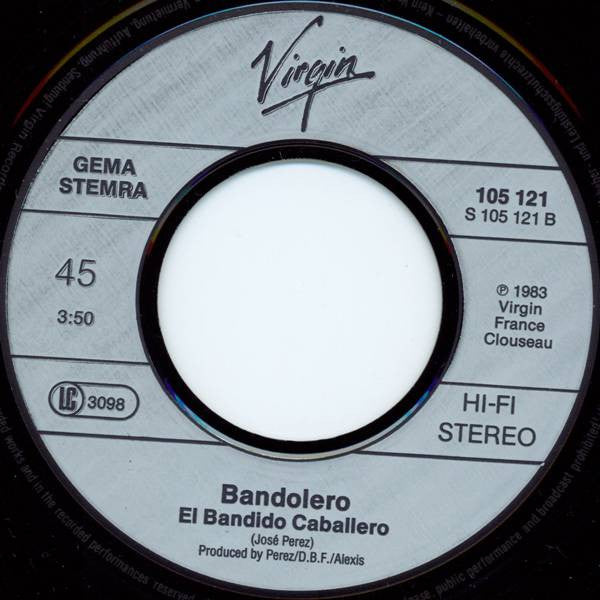 Virgin
GEMA
STEMRA
105 121
S 105 121 B
45
3:50
℗ 1983
Virgin
France
Clouseau
LC 3098
HI-FI
STEREO
Bandolero
El Bandido Caballero
(José Perez)
Produced by Perez/D.B.F./Alexis